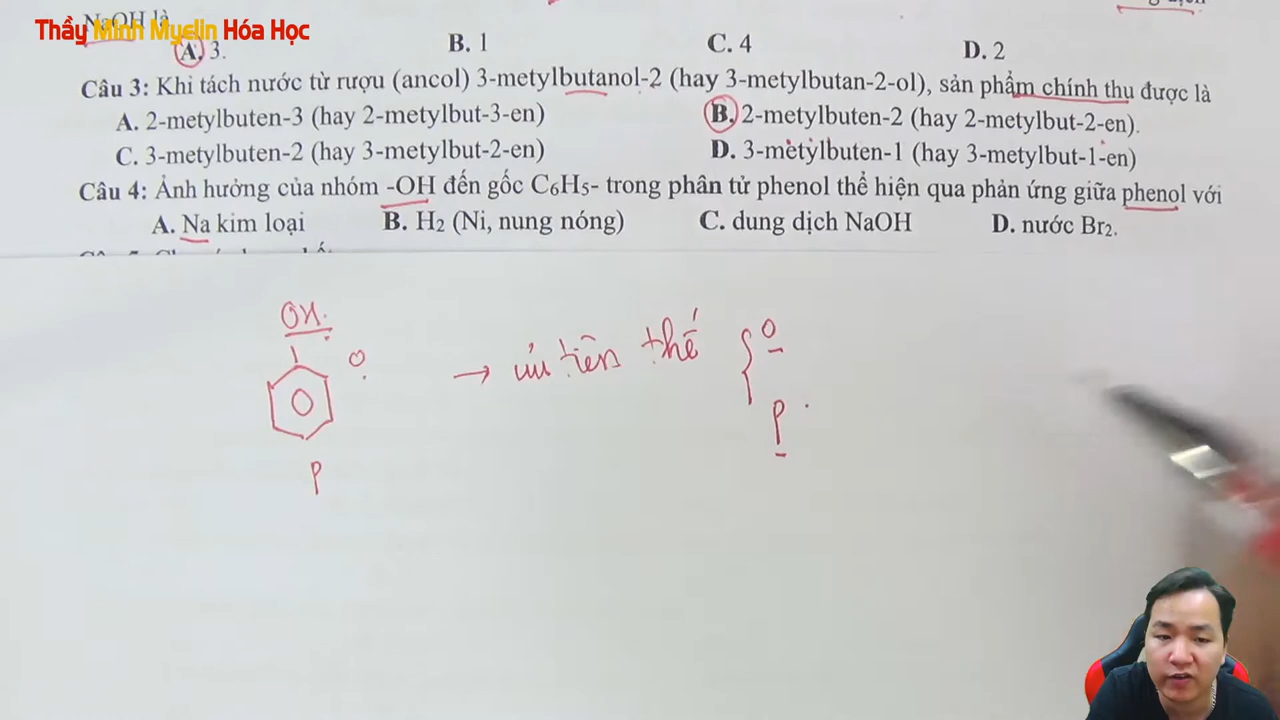 NaOH là
Thầy Minh Myelin Hóa Học
A. 3. B. 1 C. 4 D. 2
Câu 3: Khi tách nước từ rượu (ancol) 3-metylbutanol-2 (hay 3-metylbutan-2-ol), sản phẩm chính thu được là
A. 2-metylbuten-3 (hay 2-metylbut-3-en) B. 2-metylbuten-2 (hay 2-metylbut-2-en).
C. 3-metylbuten-2 (hay 3-metylbut-2-en) D. 3-metylbuten-1 (hay 3-metylbut-1-en)
Câu 4: Ảnh hưởng của nhóm -OH đến gốc C₆H₅- trong phân tử phenol thể hiện qua phản ứng giữa phenol với
A. Na kim loại B. H₂ (Ni, nung nóng) C. dung dịch NaOH D. nước Br₂.
OH
O → ưu tiên thế { O
P
P